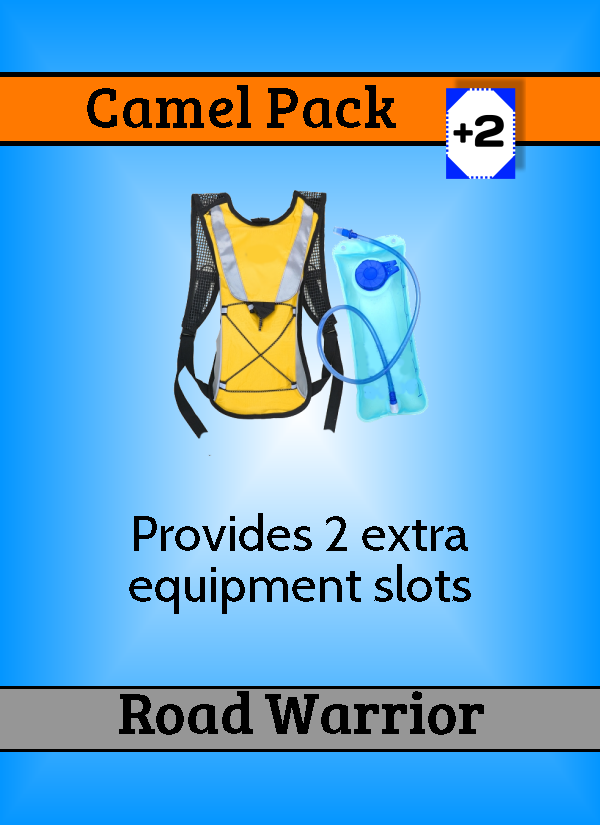 Camel Pack
+2
Provides 2 extra
equipment slots
Road Warrior